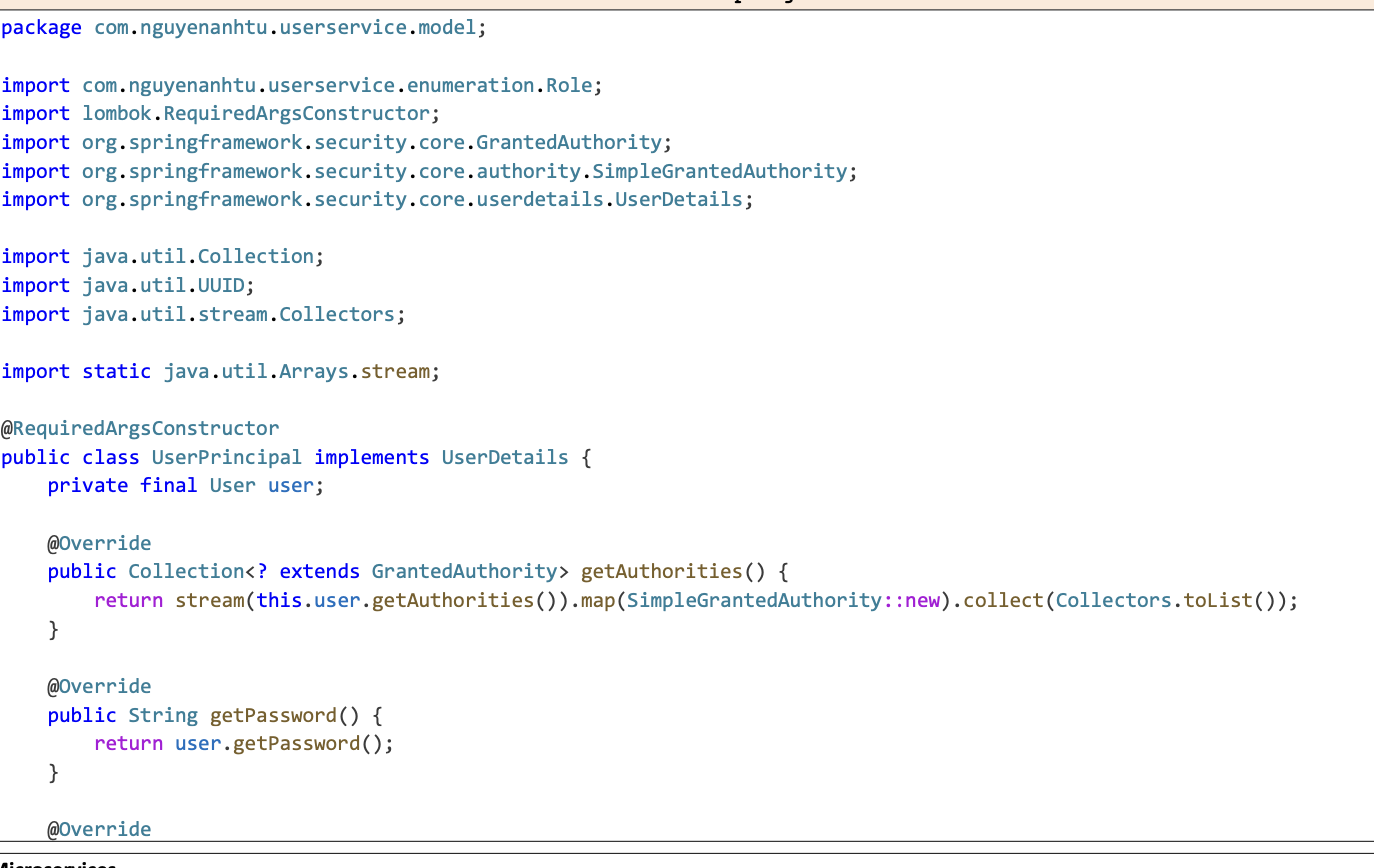 package com.nguyenanhtu.userservice.model;
import com.nguyenanhtu.userservice.enumeration.Role;
import lombok.RequiredArgsConstructor;
import org.springframework.security.core.GrantedAuthority;
import org.springframework.security.core.authority.SimpleGrantedAuthority;
import org.springframework.security.core.userdetails.UserDetails;
import java.util.Collection;
import java.util.UUID;
import java.util.stream.Collectors;
import static java.util.Arrays.stream;
@RequiredArgsConstructor
public class UserPrincipal implements UserDetails {
    private final User user;
    @Override
    public Collection<? extends GrantedAuthority> getAuthorities() {
        return stream(this.user.getAuthorities()).map(SimpleGrantedAuthority::new).collect(Collectors.toList());
    }
    @Override
    public String getPassword() {
        return user.getPassword();
    }
    @Override